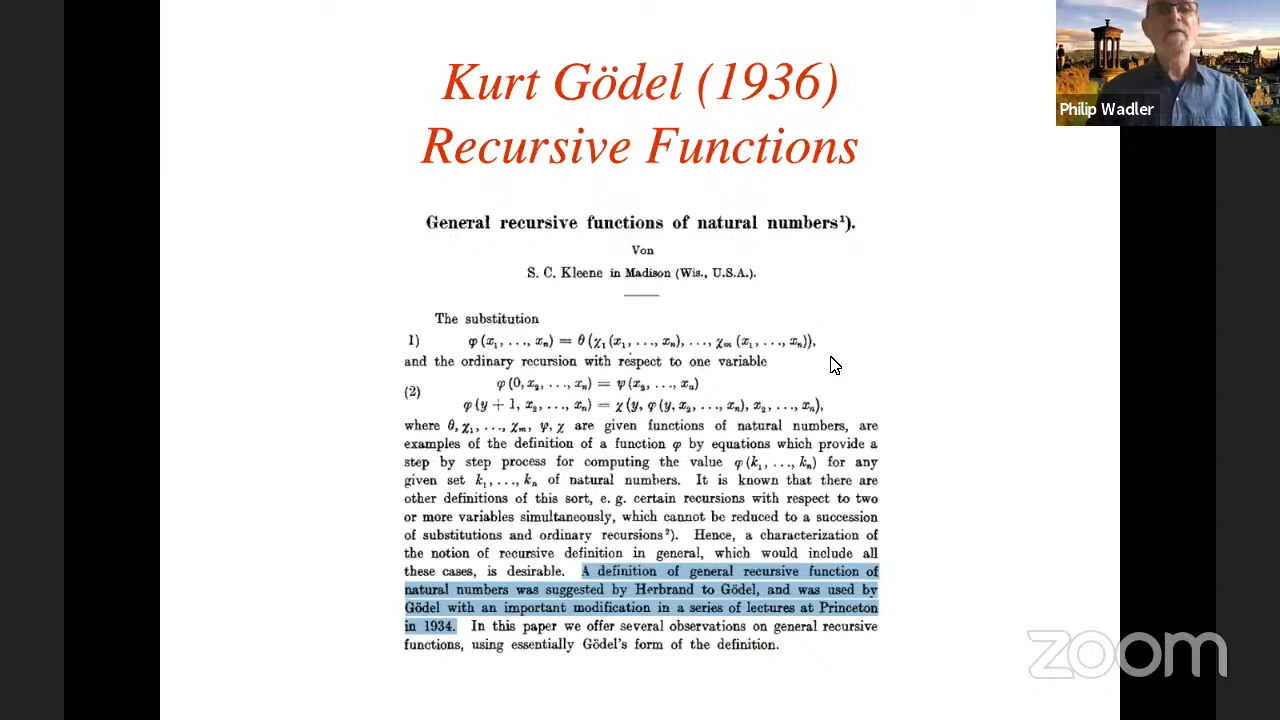 Kurt Gödel (1936)
Recursive Functions
Philip Wadler
General recursive functions of natural numbers¹).
Von
S. C. Kleene in Madison (Wis., U.S.A.).
The substitution
1) φ (x₁, . . ., xₙ) = θ (χ₁ (x₁, . . ., xₙ), . . ., χₘ (x₁, . . ., xₙ)),
and the ordinary recursion with respect to one variable
(2) φ (0, x₂, . . ., xₙ) = ψ (x₂, . . ., xₙ)
φ (y + 1, x₂, . . ., xₙ) = χ (y, φ (y, x₂, . . ., xₙ), x₂, . . ., xₙ),
where θ, χ₁, . . ., χₘ, ψ, χ are given functions of natural numbers, are
examples of the definition of a function φ by equations which provide a
step by step process for computing the value φ (k₁, . . ., kₙ) for any
given set k₁, . . ., kₙ of natural numbers. It is known that there are
other definitions of this sort, e. g. certain recursions with respect to two
or more variables simultaneously, which cannot be reduced to a succession
of substitutions and ordinary recursions²). Hence, a characterization of
the notion of recursive definition in general, which would include all
these cases, is desirable. A definition of general recursive function of
natural numbers was suggested by Herbrand to Gödel, and was used by
Gödel with an important modification in a series of lectures at Princeton
in 1934. In this paper we offer several observations on general recursive
functions, using essentially Gödel's form of the definition.
zoom